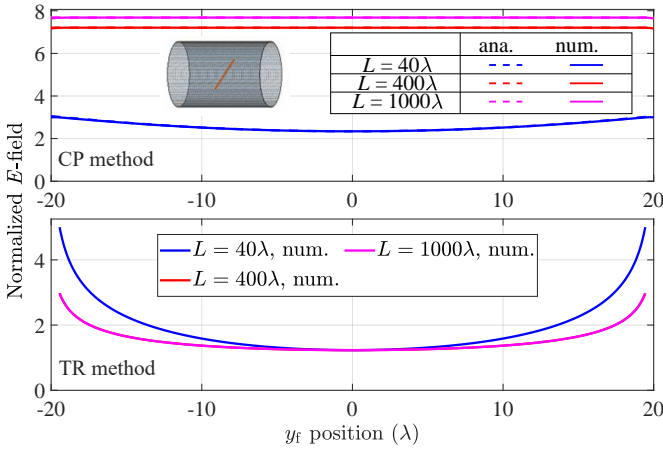 8
6
4
2
0
ana. num.
L = 40λ
L = 400λ
L = 1000λ
CP method
-20 -10 0 10 20
Normalized E-field
4
2
0
L = 40λ, num. L = 1000λ, num.
L = 400λ, num.
TR method
-20 -10 0 10 20
y_f position (λ)